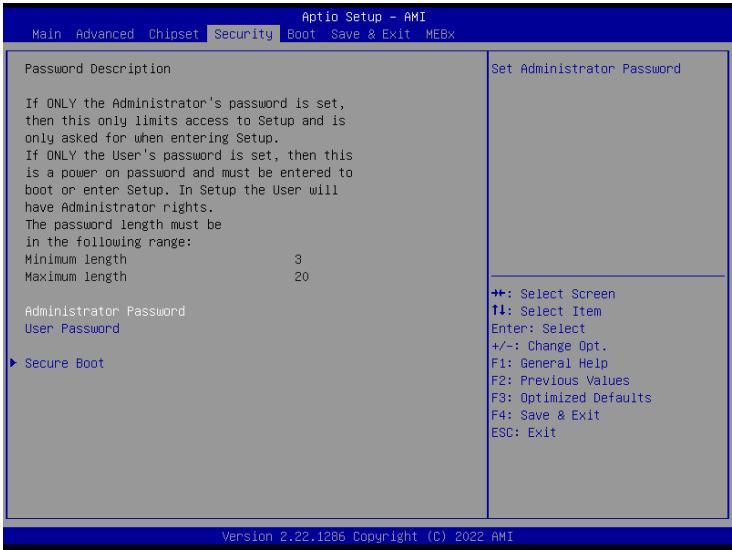 Aptio Setup – AMI
Main Advanced Chipset Security Boot Save & Exit MEBx
Password Description
If ONLY the Administrator's password is set,
then this only limits access to Setup and is
only asked for when entering Setup.
If ONLY the User's password is set, then this
is a power on password and must be entered to
boot or enter Setup. In Setup the User will
have Administrator rights.
The password length must be
in the following range:
Minimum length 3
Maximum length 20
Administrator Password
User Password
Secure Boot
Set Administrator Password
→←: Select Screen
↑↓: Select Item
Enter: Select
+/-: Change Opt.
F1: General Help
F2: Previous Values
F3: Optimized Defaults
F4: Save & Exit
ESC: Exit
Version 2.22.1286 Copyright (C) 2022 AMI